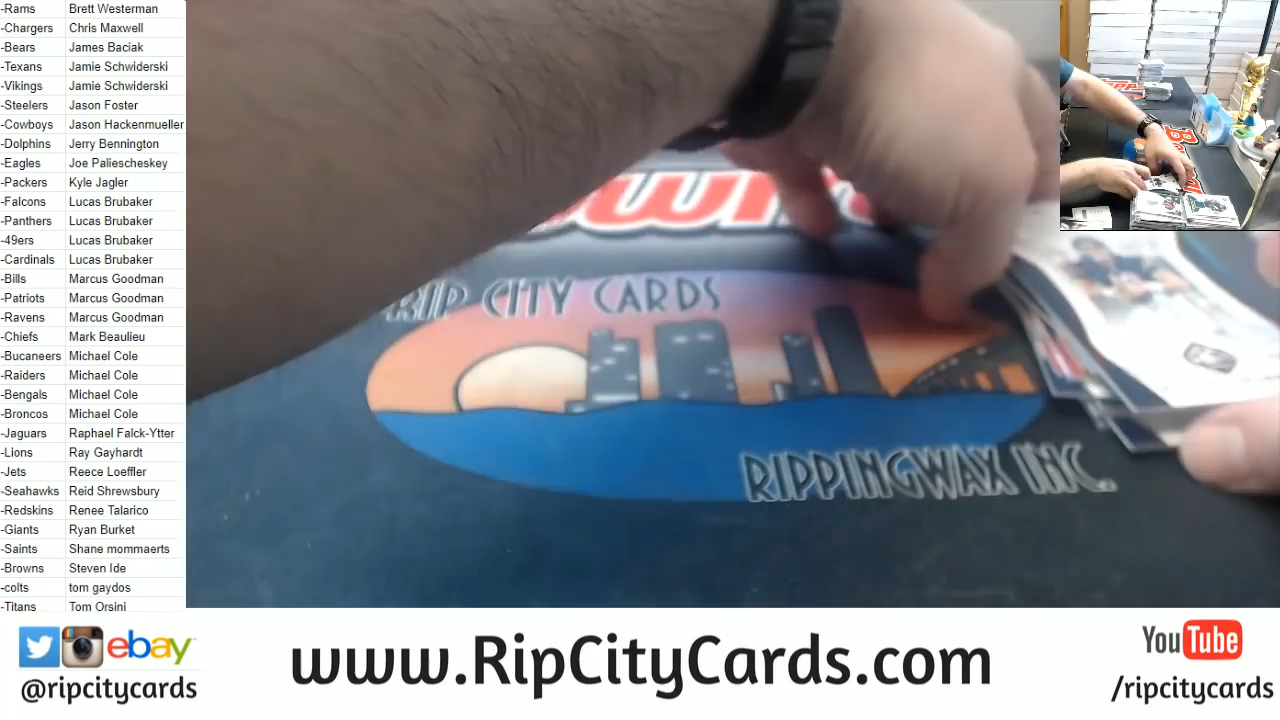 -Rams Brett Westerman
-Chargers Chris Maxwell
-Bears James Baciak
-Texans Jamie Schwiderski
-Vikings Jamie Schwiderski
-Steelers Jason Foster
-Cowboys Jason Hackenmueller
-Dolphins Jerry Bennington
-Eagles Joe Paliescheskey
-Packers Kyle Jagler
-Falcons Lucas Brubaker
-Panthers Lucas Brubaker
-49ers Lucas Brubaker
-Cardinals Lucas Brubaker
-Bills Marcus Goodman
-Patriots Marcus Goodman
-Ravens Marcus Goodman
-Chiefs Mark Beaulieu
-Bucaneers Michael Cole
-Raiders Michael Cole
-Bengals Michael Cole
-Broncos Michael Cole
-Jaguars Raphael Falck-Ytter
-Lions Ray Gayhardt
-Jets Reece Loeffler
-Seahawks Reid Shrewsbury
-Redskins Renee Talarico
-Giants Ryan Burket
-Saints Shane mommaerts
-Browns Steven Ide
-colts tom gaydos
-Titans Tom Orsini
RIP CITY CARDS
RIPPINGWAX INC.
ebay
@ripcitycards
www.RipCityCards.com
YouTube
/ripcitycards